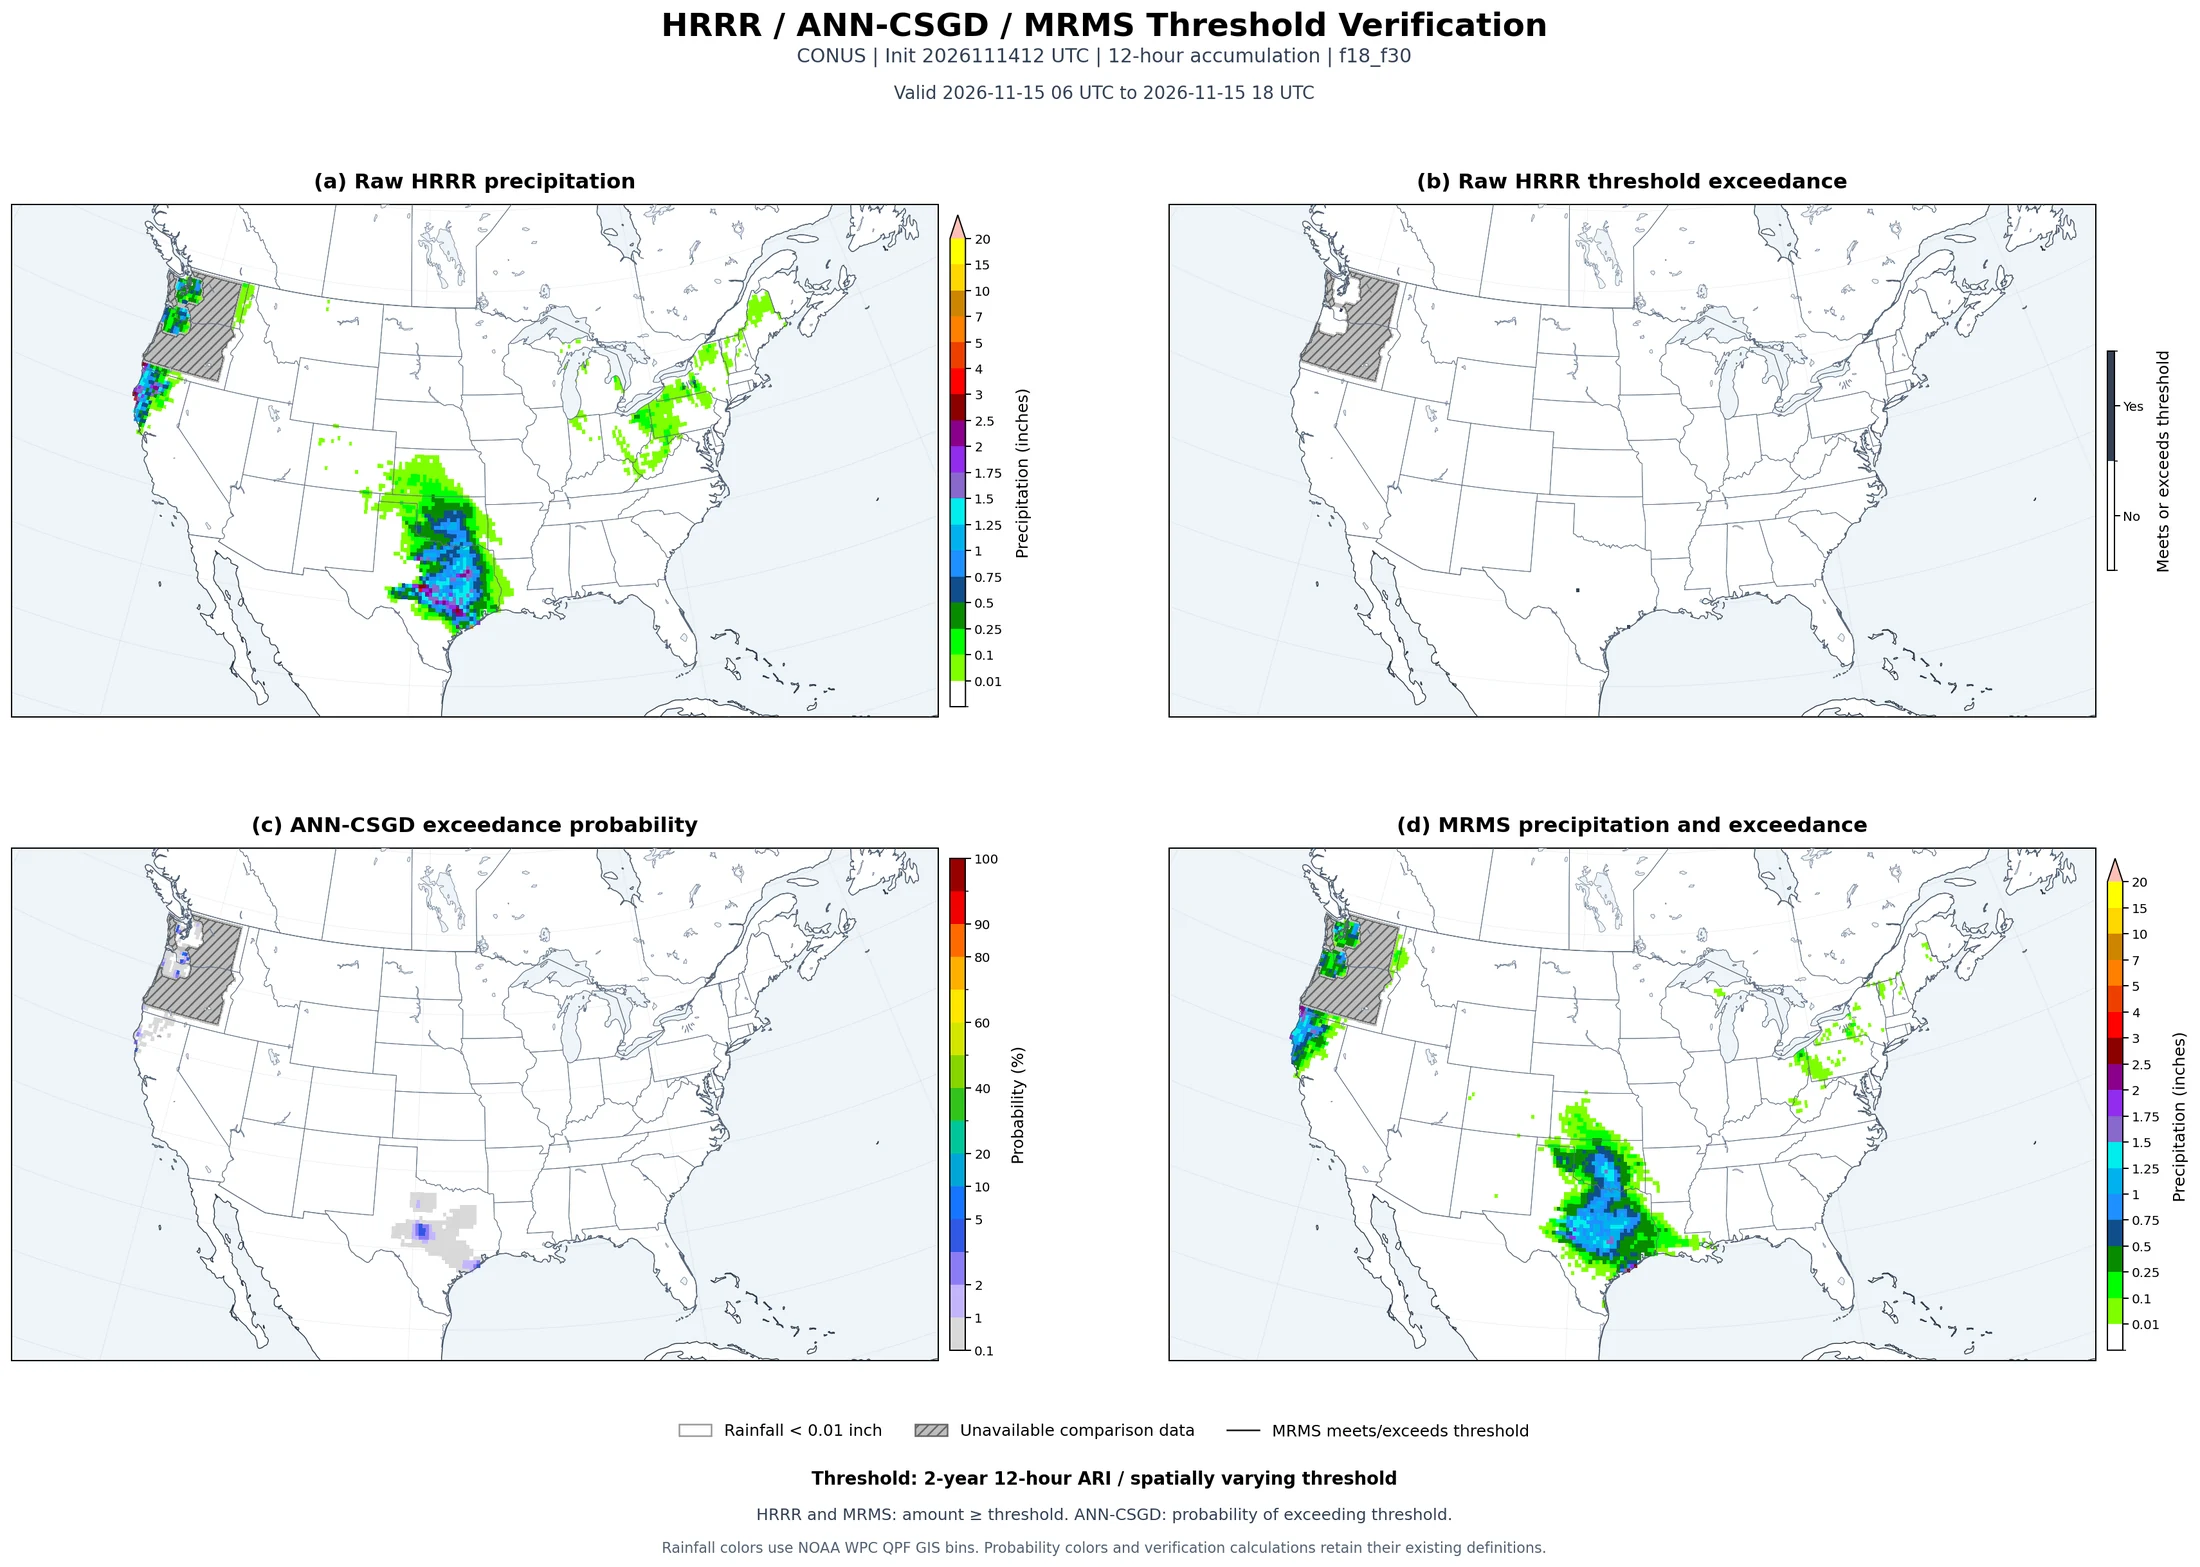 HRRR / ANN-CSGD / MRMS Threshold Verification
CONUS | Init 2026111412 UTC | 12-hour accumulation | f18_f30
Valid 2026-11-15 06 UTC to 2026-11-15 18 UTC
(a) Raw HRRR precipitation
20
15
10
7
5
4
3
2.5
2
1.75
1.5
1.25
1
0.75
0.5
0.25
0.1
0.01
Precipitation (inches)
(b) Raw HRRR threshold exceedance
Yes
No
Meets or exceeds threshold
(c) ANN-CSGD exceedance probability
100
90
80
60
40
20
10
5
2
1
0.1
Probability (%)
(d) MRMS precipitation and exceedance
20
15
10
7
5
4
3
2.5
2
1.75
1.5
1.25
1
0.75
0.5
0.25
0.1
0.01
Precipitation (inches)
Rainfall < 0.01 inch
Unavailable comparison data
MRMS meets/exceeds threshold
Threshold: 2-year 12-hour ARI / spatially varying threshold
HRRR and MRMS: amount ≥ threshold. ANN-CSGD: probability of exceeding threshold.
Rainfall colors use NOAA WPC QPF GIS bins. Probability colors and verification calculations retain their existing definitions.